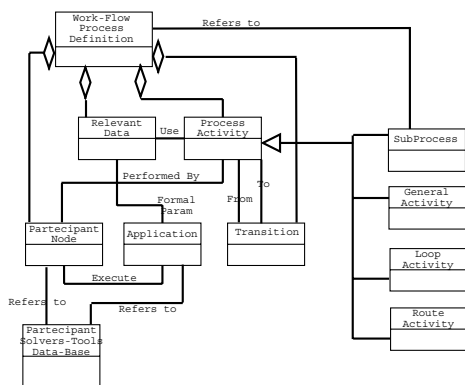 Work-Flow
Process
Definition
Refers to
Relevant
Data
Use
Process
Activity
SubProcess
Performed By
To
From
Formal
Param
General
Activity
Partecipant
Node
Application
Transition
Loop
Activity
Execute
Refers to
Refers to
Route
Activity
Partecipant
Solvers-Tools
Data-Base